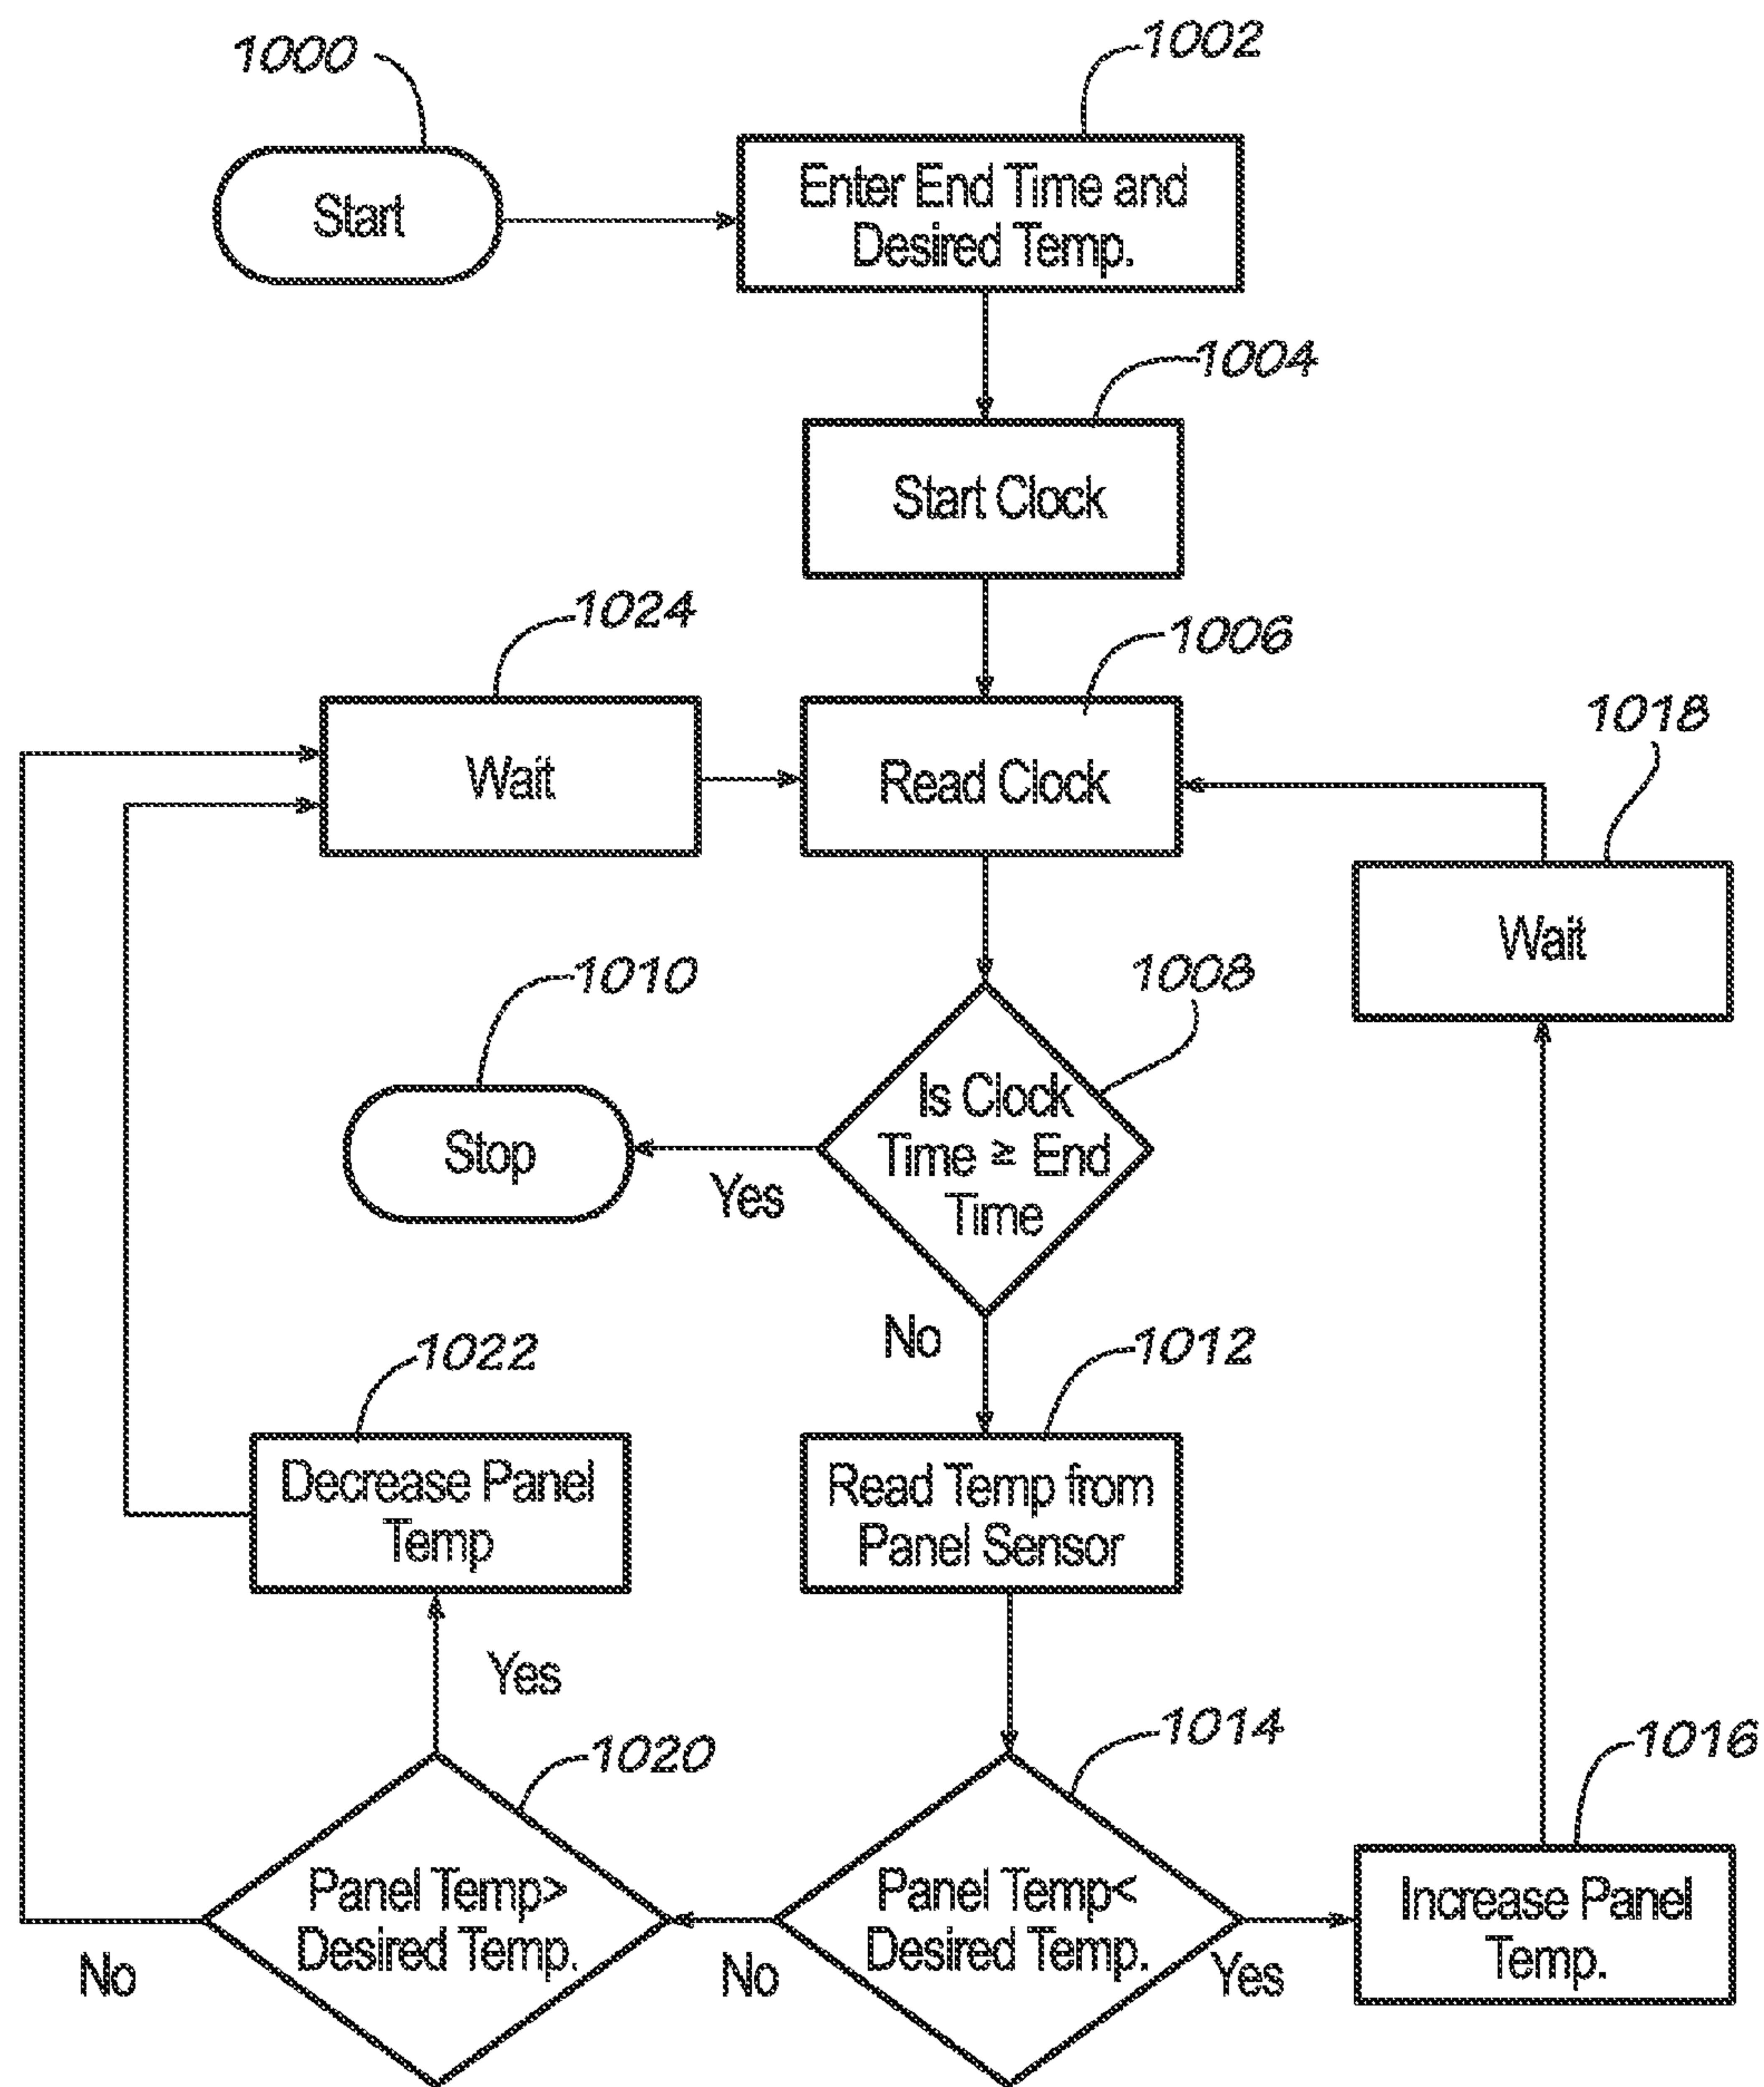 1000
Start
1002
Enter End Time and
Desired Temp.
1004
Start Clock
1024
Wait
1006
Read Clock
1018
Wait
1010
Stop
1008
Is Clock
Time ≥ End
Time
Yes
No
1022
Decrease Panel
Temp
1012
Read Temp from
Panel Sensor
Yes
1020
Panel Temp>
Desired Temp.
No
1014
Panel Temp<
Desired Temp.
No
Yes
1016
Increase Panel
Temp.